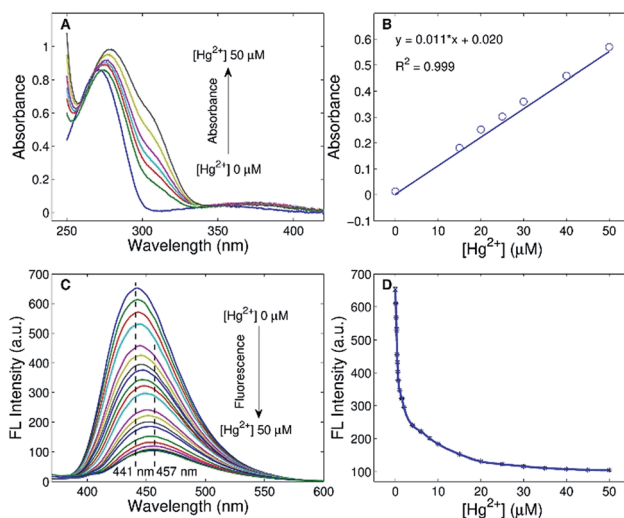 A
[Hg2+] 50 μM
Absorbance
[Hg2+] 0 μM
1
0.8
0.6
0.4
0.2
0
Absorbance
250 300 350 400
Wavelength (nm)
B
y = 0.011*x + 0.020
R2 = 0.999
0.6
0.5
0.4
0.3
0.2
0.1
0
−0.1
Absorbance
0 10 20 30 40 50
[Hg2+] (μM)
C
[Hg2+] 0 μM
Fluorescence
[Hg2+] 50 μM
441 nm 457 nm
700
600
500
400
300
200
100
0
FL Intensity (a.u.)
400 450 500 550 600
Wavelength (nm)
D
700
600
500
400
300
200
100
FL Intensity (a.u.)
0 10 20 30 40 50
[Hg2+] (μM)